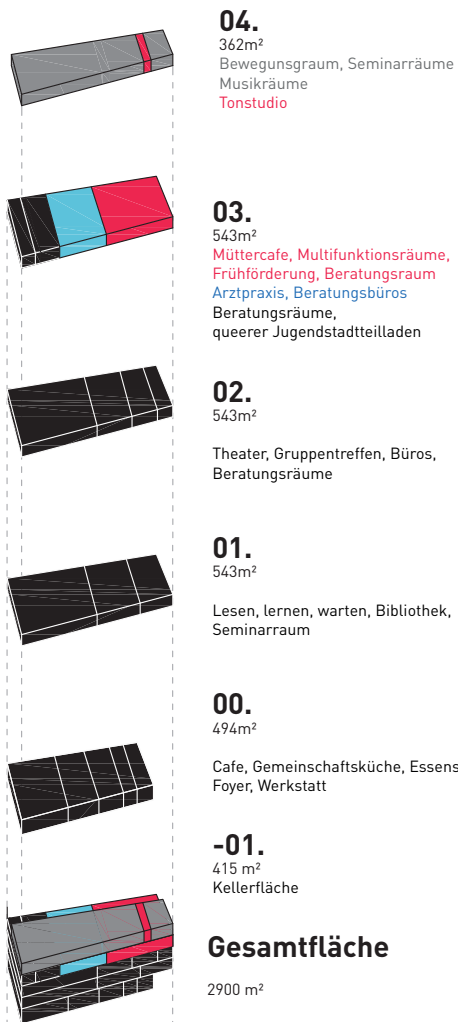 04.
362m²
Bewegunsgraum, Seminarräume
Musikräume
Tonstudio
03.
543m²
Müttercafe, Multifunktionsräume,
Frühförderung, Beratungsraum
Arztpraxis, Beratungsbüros
Beratungsräume,
queerer Jugendstadtteilladen
02.
543m²
Theater, Gruppentreffen, Büros,
Beratungsräume
01.
543m²
Lesen, lernen, warten, Bibliothek,
Seminarraum
00.
494m²
Cafe, Gemeinschaftsküche, Essens
Foyer, Werkstatt
-01.
415 m²
Kellerfläche
Gesamtfläche
2900 m²